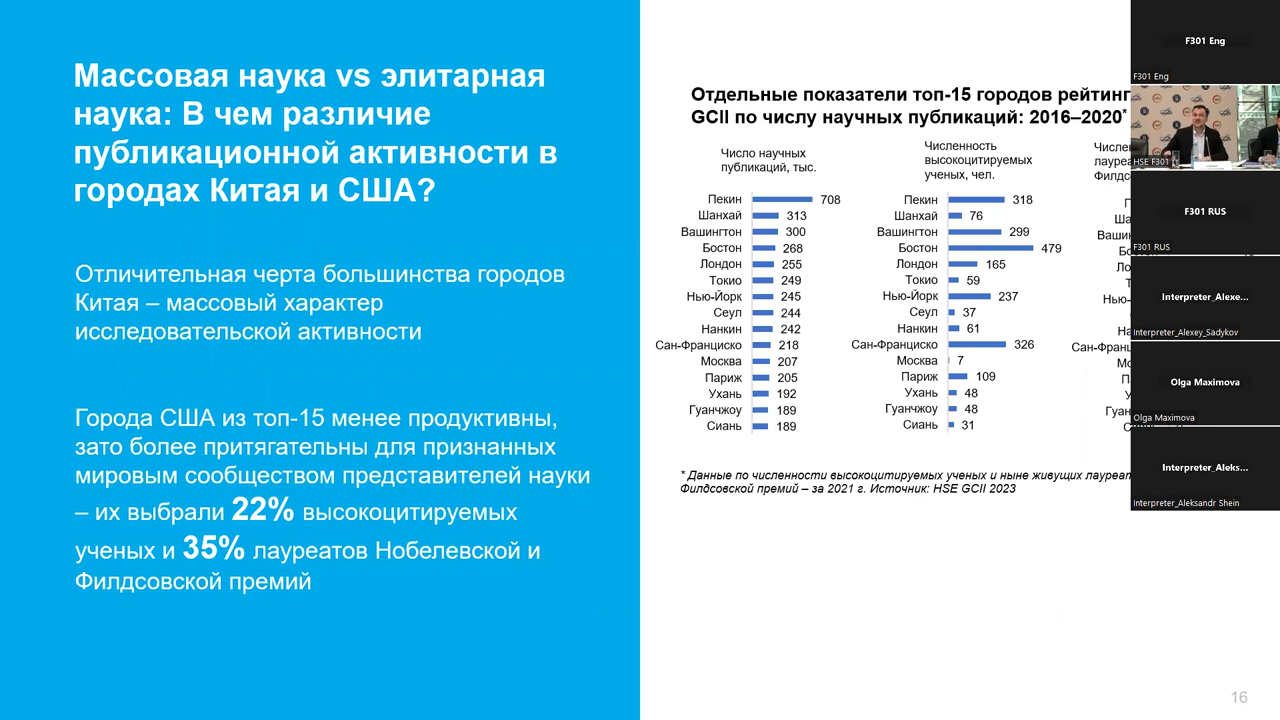 Массовая наука vs элитарная
наука: В чем различие
публикационной активности в
городах Китая и США?
Отличительная черта большинства городов
Китая – массовый характер
исследовательской активности
Города США из топ-15 менее продуктивны,
зато более притягательны для признанных
мировым сообществом представителей науки
– их выбрали 22% высокоцитируемых
ученых и 35% лауреатов Нобелевской и
Филдсовской премий
Отдельные показатели топ-15 городов рейтинг
GCII по числу научных публикаций: 2016–2020*
Число научных
публикаций, тыс.
Пекин 708
Шанхай 313
Вашингтон 300
Бостон 268
Лондон 255
Токио 249
Нью-Йорк 245
Сеул 244
Нанкин 242
Сан-Франциско 218
Москва 207
Париж 205
Ухань 192
Гуанчжоу 189
Сиань 189
Численность
высокоцитируемых
ученых, чел.
Пекин 318
Шанхай 76
Вашингтон 299
Бостон 479
Лондон 165
Токио 59
Нью-Йорк 237
Сеул 37
Нанкин 61
Сан-Франциско 326
Москва 7
Париж 109
Ухань 48
Гуанчжоу 48
Сиань 31
* Данные по численности высокоцитируемых ученых и ныне живущих лауреат
Филдсовской премий – за 2021 г. Источник: HSE GCII 2023
F301 Eng
F301 Eng
HSE F301
F301 RUS
F301 RUS
Interpreter_Alexe...
Interpreter_Alexey_Sadykov
Olga Maximova
Olga Maximova
Interpreter_Aleks...
Interpreter_Aleksandr Shein
16